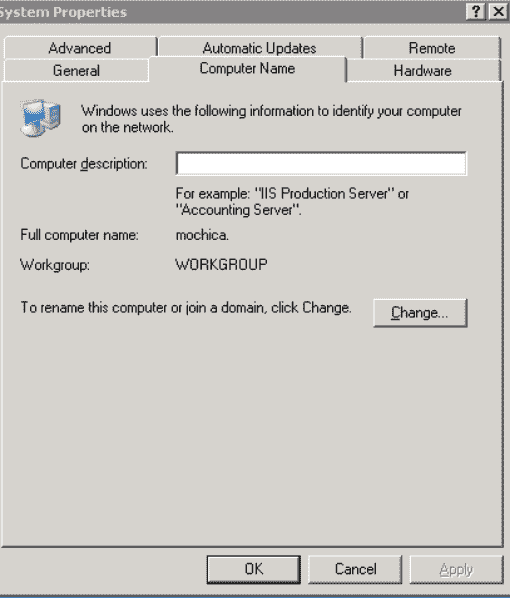 System Properties
Advanced
Automatic Updates
Remote
General
Computer Name
Hardware
Windows uses the following information to identify your computer
on the network.
Computer description:
For example: "IIS Production Server" or
"Accounting Server".
Full computer name:
mochica.
Workgroup:
WORKGROUP
To rename this computer or join a domain, click Change.
Change...
OK
Cancel
Apply